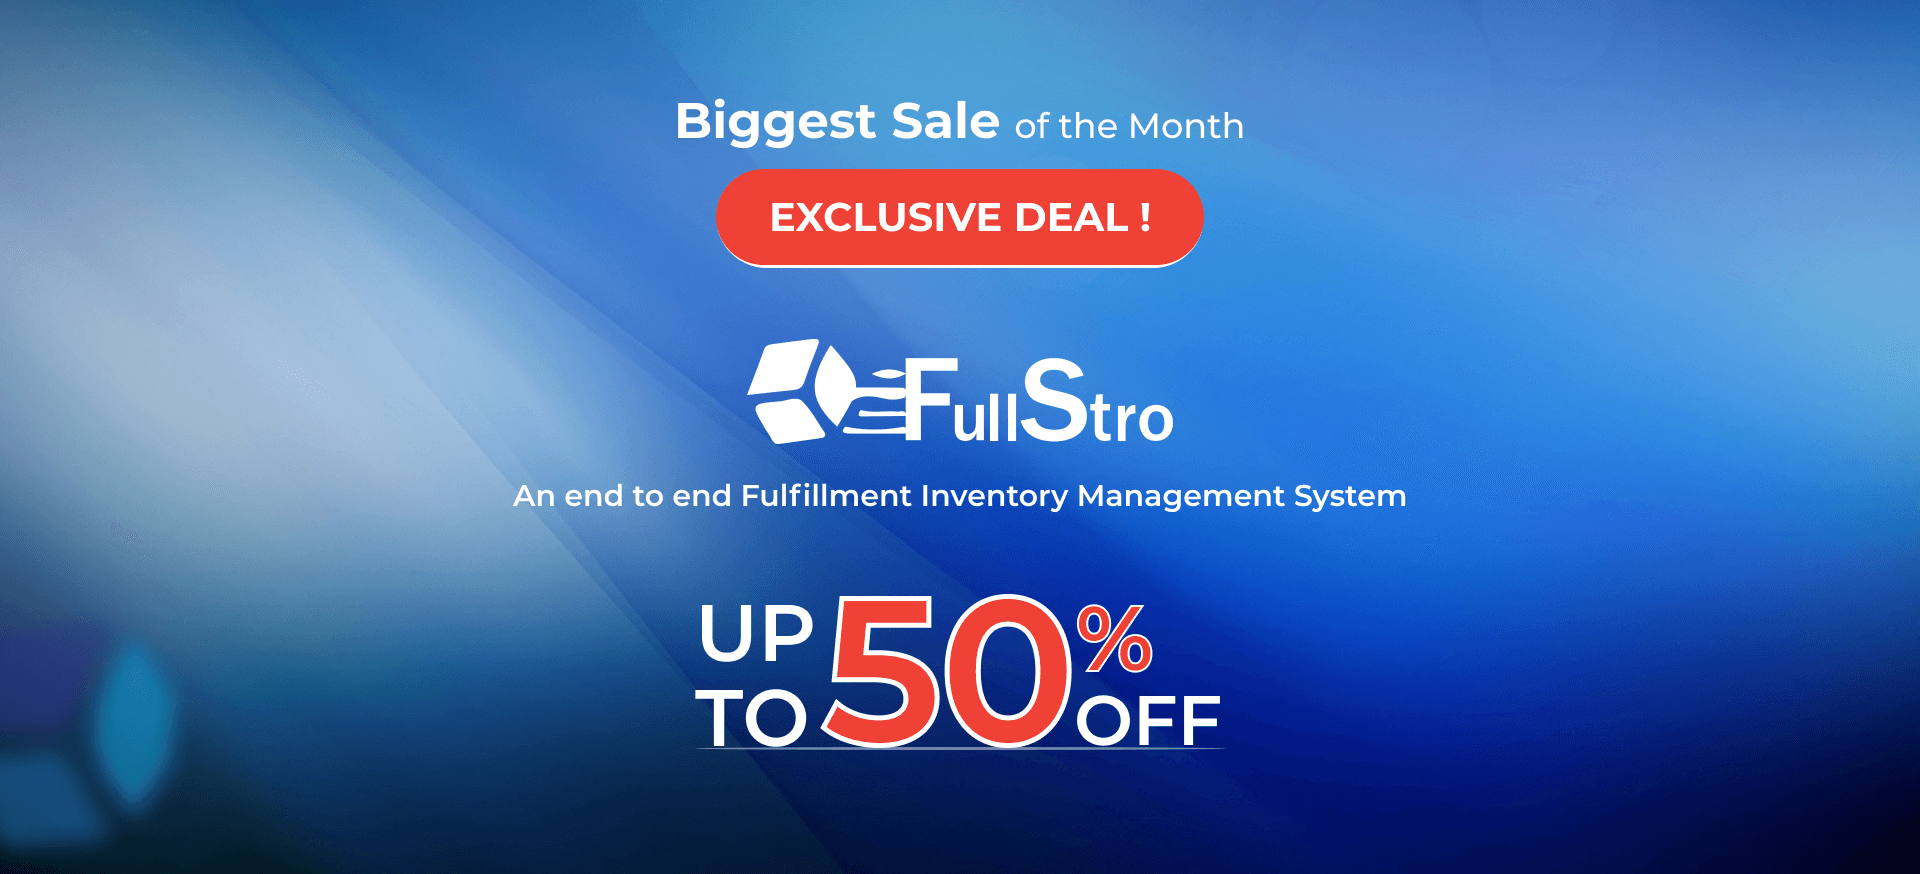 Biggest Sale of the Month
EXCLUSIVE DEAL !
FullStro
An end to end Fulfillment Inventory Management System
UP TO 50% OFF